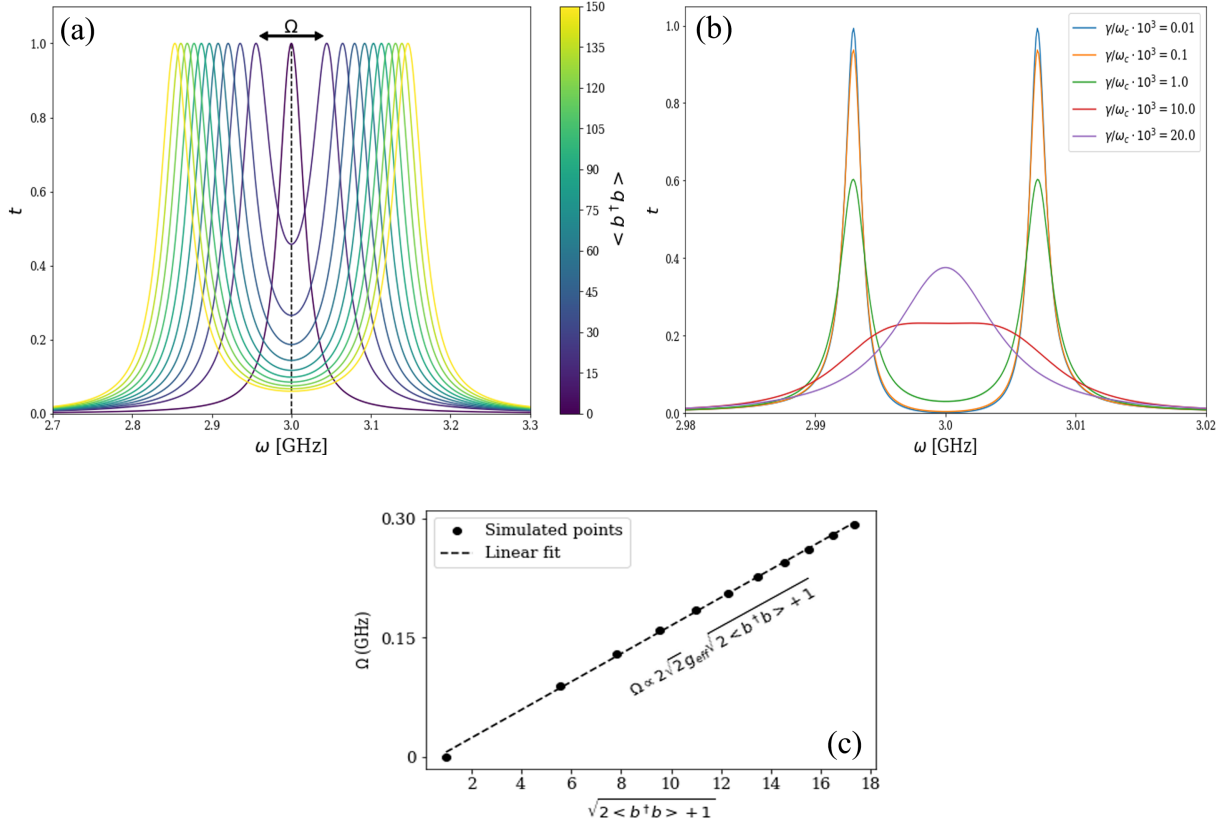 (a)
Ω
1.0
0.8
0.6
0.4
0.2
0.0
t
2.7 2.8 2.9 3.0 3.1 3.2 3.3
ω [GHz]
150
135
120
105
90
75
60
45
30
15
0
< b†b >
(b)
γ/ω_c · 10³ = 0.01
γ/ω_c · 10³ = 0.1
γ/ω_c · 10³ = 1.0
γ/ω_c · 10³ = 10.0
γ/ω_c · 10³ = 20.0
1.0
0.8
0.6
0.4
0.2
0.0
t
2.98 2.99 3.0 3.01 3.02
ω [GHz]
Simulated points
Linear fit
0.30
0.15
0
Ω (GHz)
Ω ∝ 2√2 g_eff √2 < b†b > + 1
(c)
2 4 6 8 10 12 14 16 18
√2 < b†b > + 1